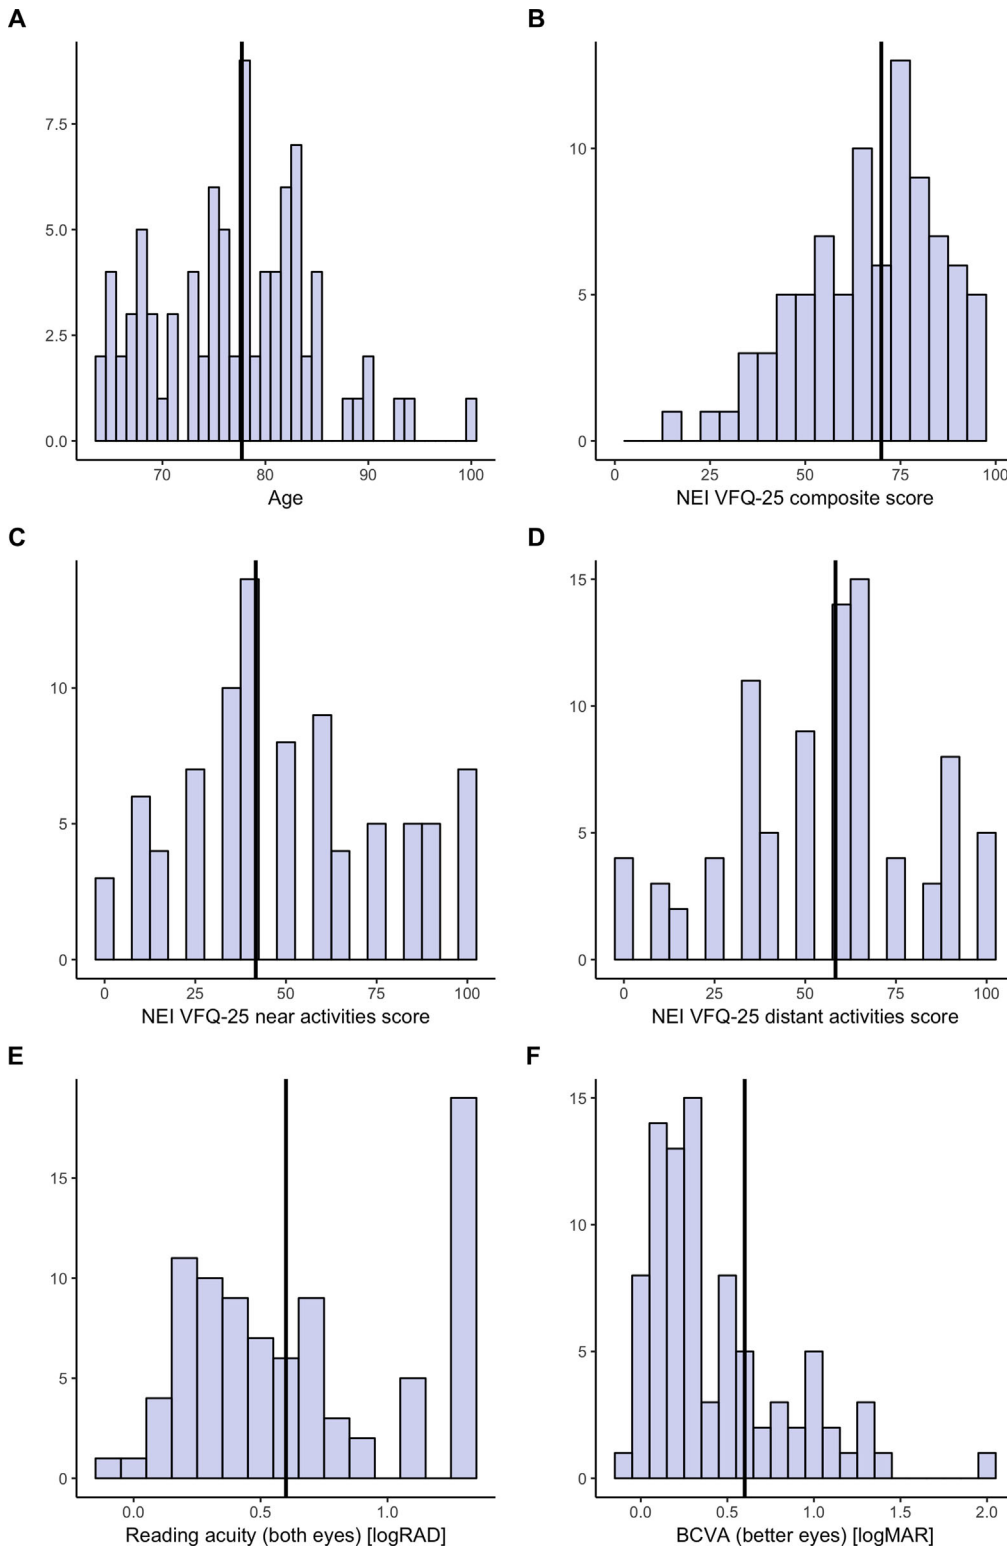 A
7.5
5.0
2.5
0.0
70 80 90 100
Age
B
10
5
0
0 25 50 75 100
NEI VFQ-25 composite score
C
10
5
0
0 25 50 75 100
NEI VFQ-25 near activities score
D
15
10
5
0
0 25 50 75 100
NEI VFQ-25 distant activities score
E
15
10
5
0
0.0 0.5 1.0
Reading acuity (both eyes) [logRAD]
F
15
10
5
0
0.0 0.5 1.0 1.5 2.0
BCVA (better eyes) [logMAR]